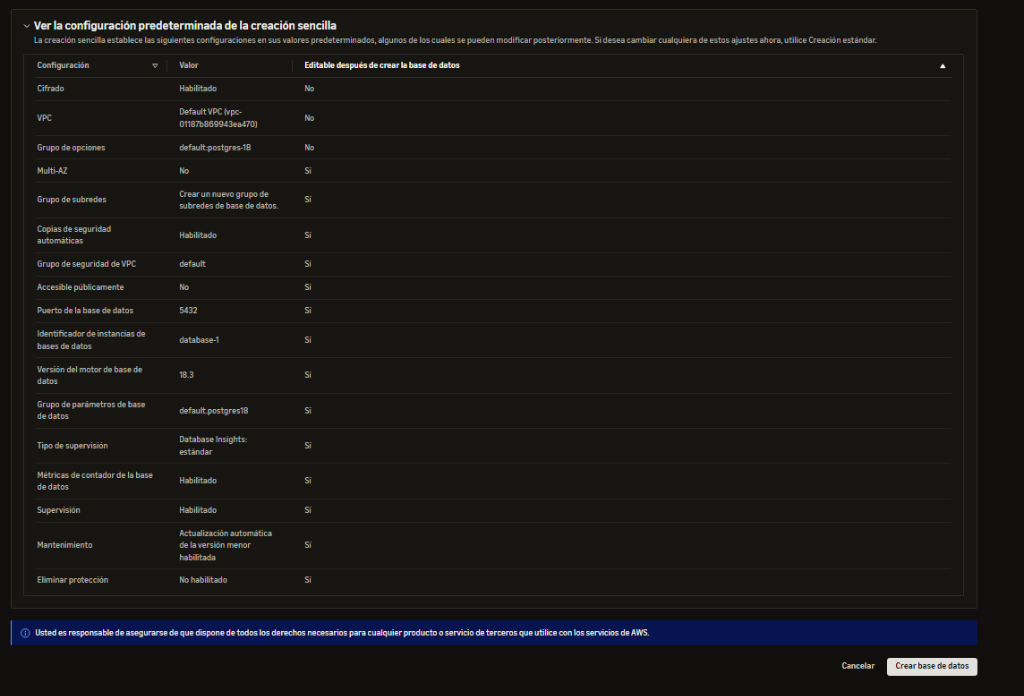 Ver la configuración predeterminada de la creación sencilla
La creación sencilla establece las siguientes configuraciones en sus valores predeterminados, algunos de los cuales se pueden modificar posteriormente. Si desea cambiar cualquiera de estos ajustes ahora, utilice Creación estándar.
Configuración Valor Editable después de crear la base de datos
Cifrado Habilitado No
VPC Default VPC (vpc-
01187b869943ea470) No
Grupo de opciones default:postgres-18 No
Multi-AZ No Sí
Grupo de subredes Crear un nuevo grupo de
subredes de base de datos. Sí
Copias de seguridad
automáticas Habilitado Sí
Grupo de seguridad de VPC default Sí
Accesible públicamente No Sí
Puerto de la base de datos 5432 Sí
Identificador de instancias de
bases de datos database-1 Sí
Versión del motor de base de
datos 18.3 Sí
Grupo de parámetros de base
de datos default.postgres18 Sí
Tipo de supervisión Database Insights:
estándar Sí
Métricas de contador de la base
de datos Habilitado Sí
Supervisión Habilitado Sí
Mantenimiento Actualización automática
de la versión menor
habilitada Sí
Eliminar protección No habilitado Sí
Usted es responsable de asegurarse de que dispone de todos los derechos necesarios para cualquier producto o servicio de terceros que utilice con los servicios de AWS.
Cancelar Crear base de datos